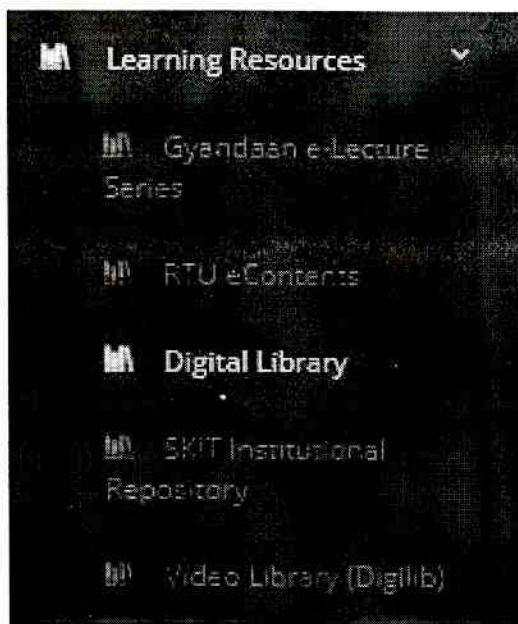 Learning Resources
Gyandaan e-Lecture
Series
RTU eContents
Digital Library
SKIT Institutional
Repository
Video Library (Digilib)